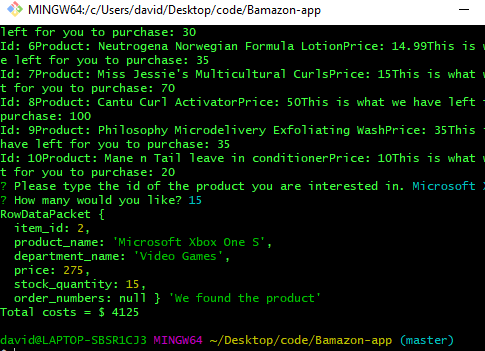 MINGW64:/c/Users/david/Desktop/code/Bamazon-app
left for you to purchase: 30
Id: 6Product: Neutrogena Norwegian Formula LotionPrice: 14.99This is w
e left for you to purchase: 35
Id: 7Product: Miss Jessie's Multicultural CurlsPrice: 15This is what w
t for you to purchase: 70
Id: 8Product: Cantu Curl ActivatorPrice: 50This is what we have left f
purchase: 100
Id: 9Product: Philosophy Microdelivery Exfoliating WashPrice: 35This i
have left for you to purchase: 35
Id: 10Product: Mane n Tail leave in conditionerPrice: 10This is what w
t for you to purchase: 20
? Please type the id of the product you are interested in. Microsoft X
? How many would you like? 15
RowDataPacket {
item_id: 2,
product_name: 'Microsoft Xbox One S',
department_name: 'Video Games',
price: 275,
stock_quantity: 15,
order_numbers: null } 'We found the product'
Total costs = $ 4125
david@LAPTOP-SBSR1CJ3 MINGW64 ~/Desktop/code/Bamazon-app (master)